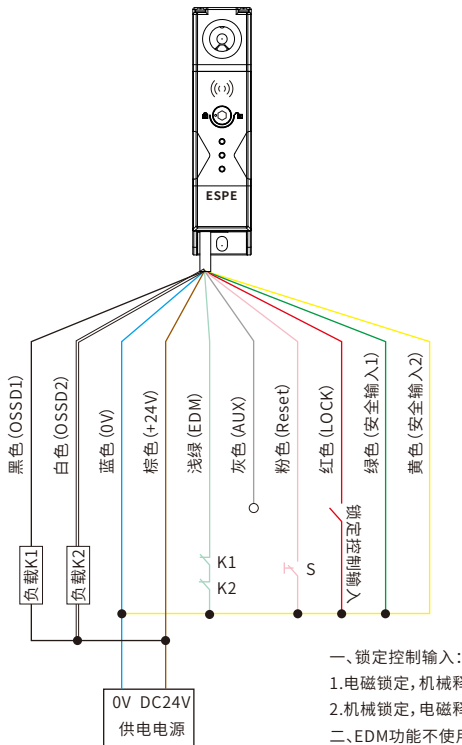 ESPE
黑色(OSSD1)
白色(OSSD2)
蓝色(0V)
棕色(+24V)
浅绿(EDM)
灰色(AUX)
粉色(Reset)
红色(LOCK)
绿色(安全输入1)
黄色(安全输入2)
负载K1
负载K2
K1
K2
S
锁定控制输入
0V DC24V
供电电源
一、锁定控制输入:
1.电磁锁定,机械释
2.机械锁定,电磁释
二、EDM功能不使用